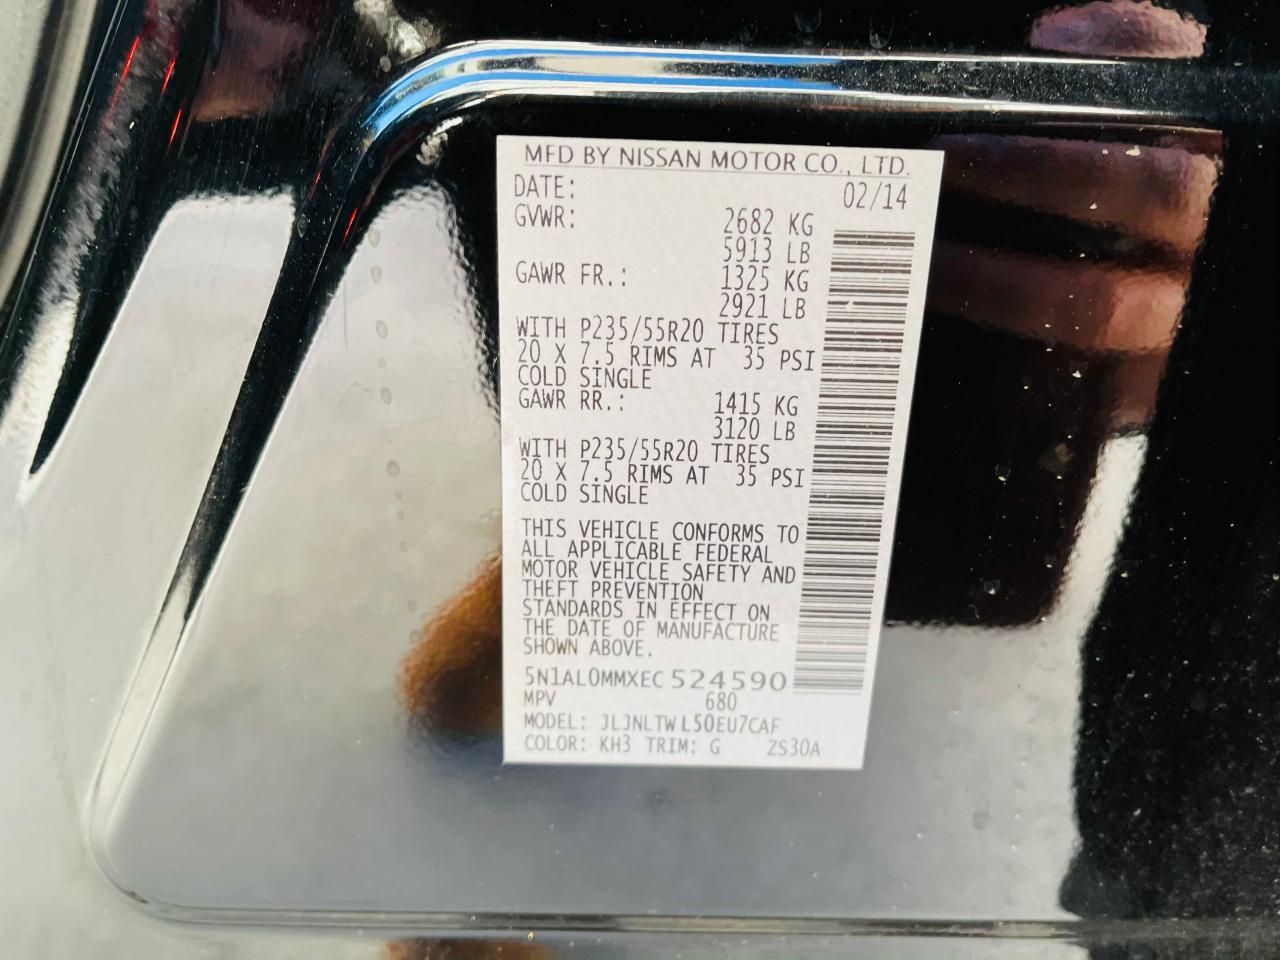 MFD BY NISSAN MOTOR CO., LTD.
DATE: 02/14
GVWR: 2682 KG
5913 LB
GAWR FR.: 1325 KG
2921 LB
WITH P235/55R20 TIRES
20 X 7.5 RIMS AT 35 PSI
COLD SINGLE
GAWR RR.: 1415 KG
3120 LB
WITH P235/55R20 TIRES
20 X 7.5 RIMS AT 35 PSI
COLD SINGLE
THIS VEHICLE CONFORMS TO
ALL APPLICABLE FEDERAL
MOTOR VEHICLE SAFETY AND
THEFT PREVENTION
STANDARDS IN EFFECT ON
THE DATE OF MANUFACTURE
SHOWN ABOVE.
5N1AL0MMXEC 524590
MPV 680
MODEL: JLJNLTW L50EU7CAF
COLOR: KH3 TRIM: G ZS30A